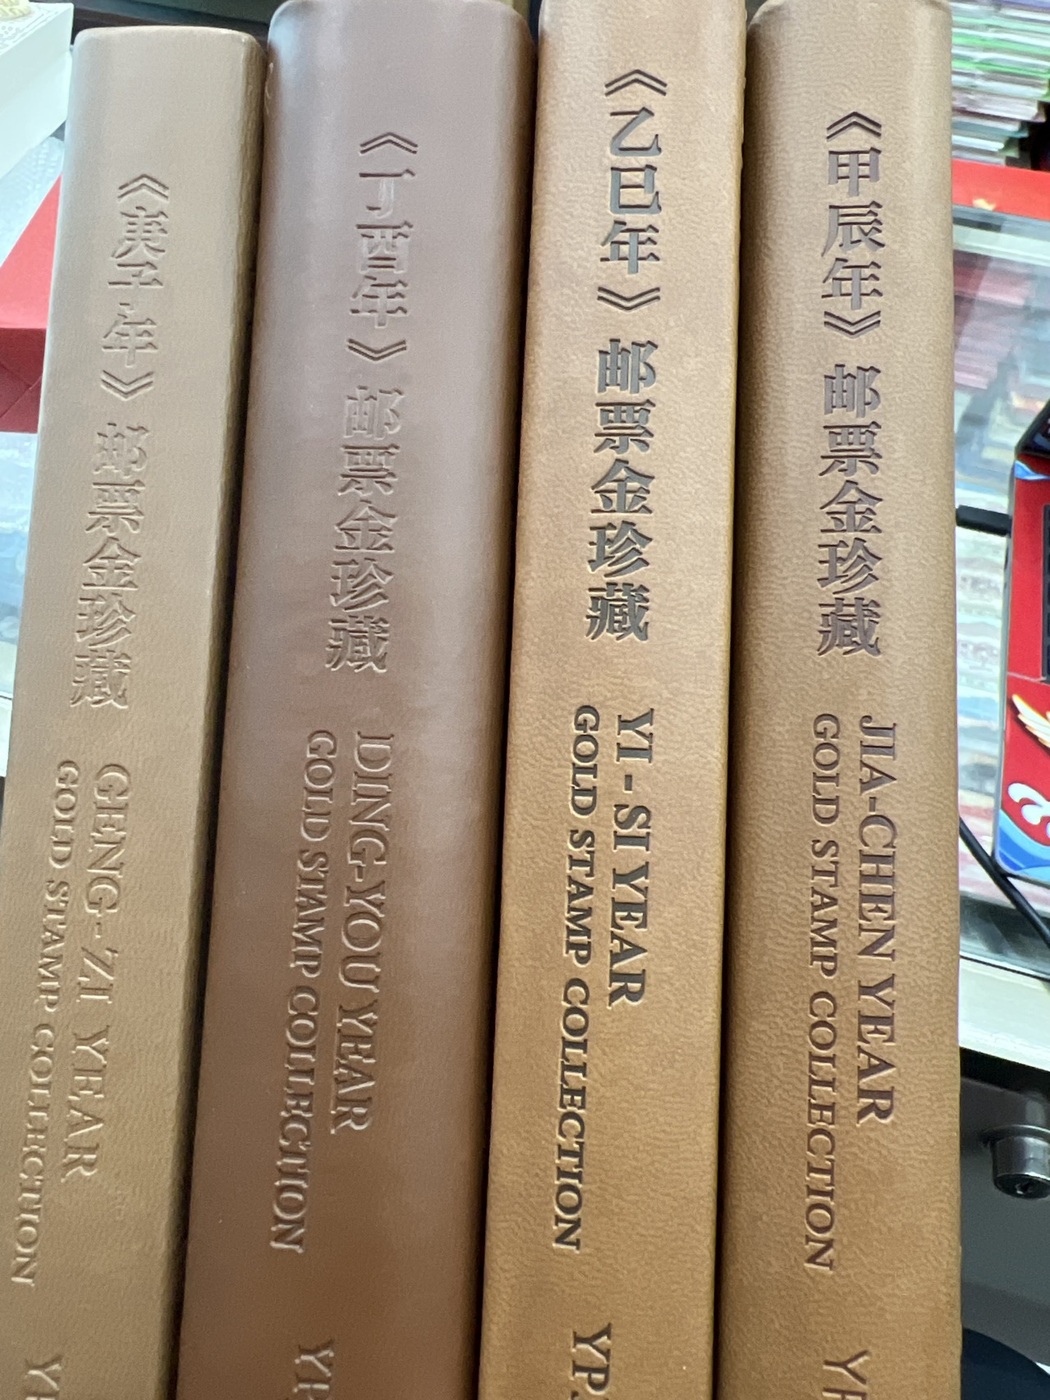 《庚子年》邮票金珍藏
GENG-ZI YEAR
GOLD STAMP COLLECTION
《丁酉年》邮票金珍藏
DING-YOU YEAR
GOLD STAMP COLLECTION
《乙巳年》邮票金珍藏
YI-SI YEAR
GOLD STAMP COLLECTION
YP
《甲辰年》邮票金珍藏
JIA-CHEN YEAR
GOLD STAMP COLLECTION
Y